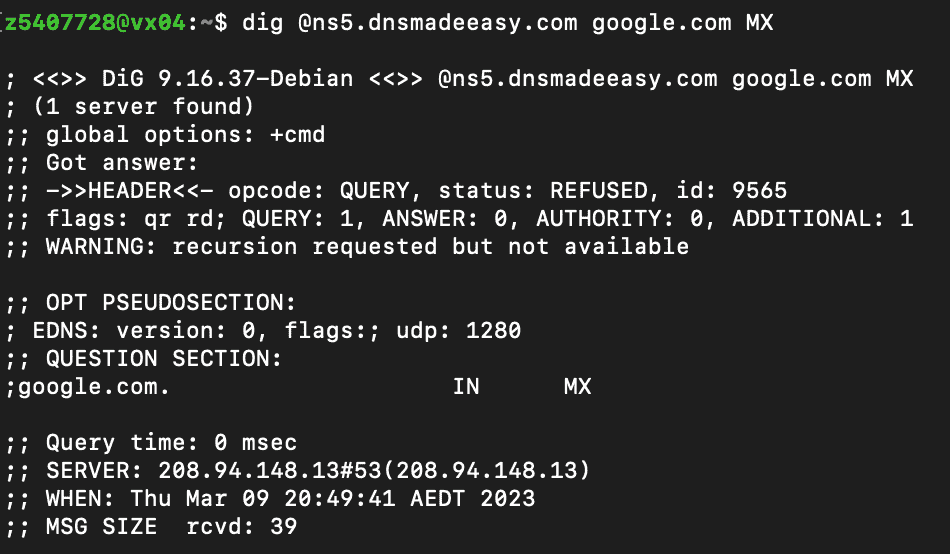 [z5407728@vx04:~$ dig @ns5.dnsmadeeasy.com google.com MX
; <<>> DiG 9.16.37-Debian <<>> @ns5.dnsmadeeasy.com google.com MX
; (1 server found)
;; global options: +cmd
;; Got answer:
;; ->>HEADER<<- opcode: QUERY, status: REFUSED, id: 9565
;; flags: qr rd; QUERY: 1, ANSWER: 0, AUTHORITY: 0, ADDITIONAL: 1
;; WARNING: recursion requested but not available
;; OPT PSEUDOSECTION:
; EDNS: version: 0, flags:; udp: 1280
;; QUESTION SECTION:
;google.com. IN MX
;; Query time: 0 msec
;; SERVER: 208.94.148.13#53(208.94.148.13)
;; WHEN: Thu Mar 09 20:49:41 AEDT 2023
;; MSG SIZE rcvd: 39